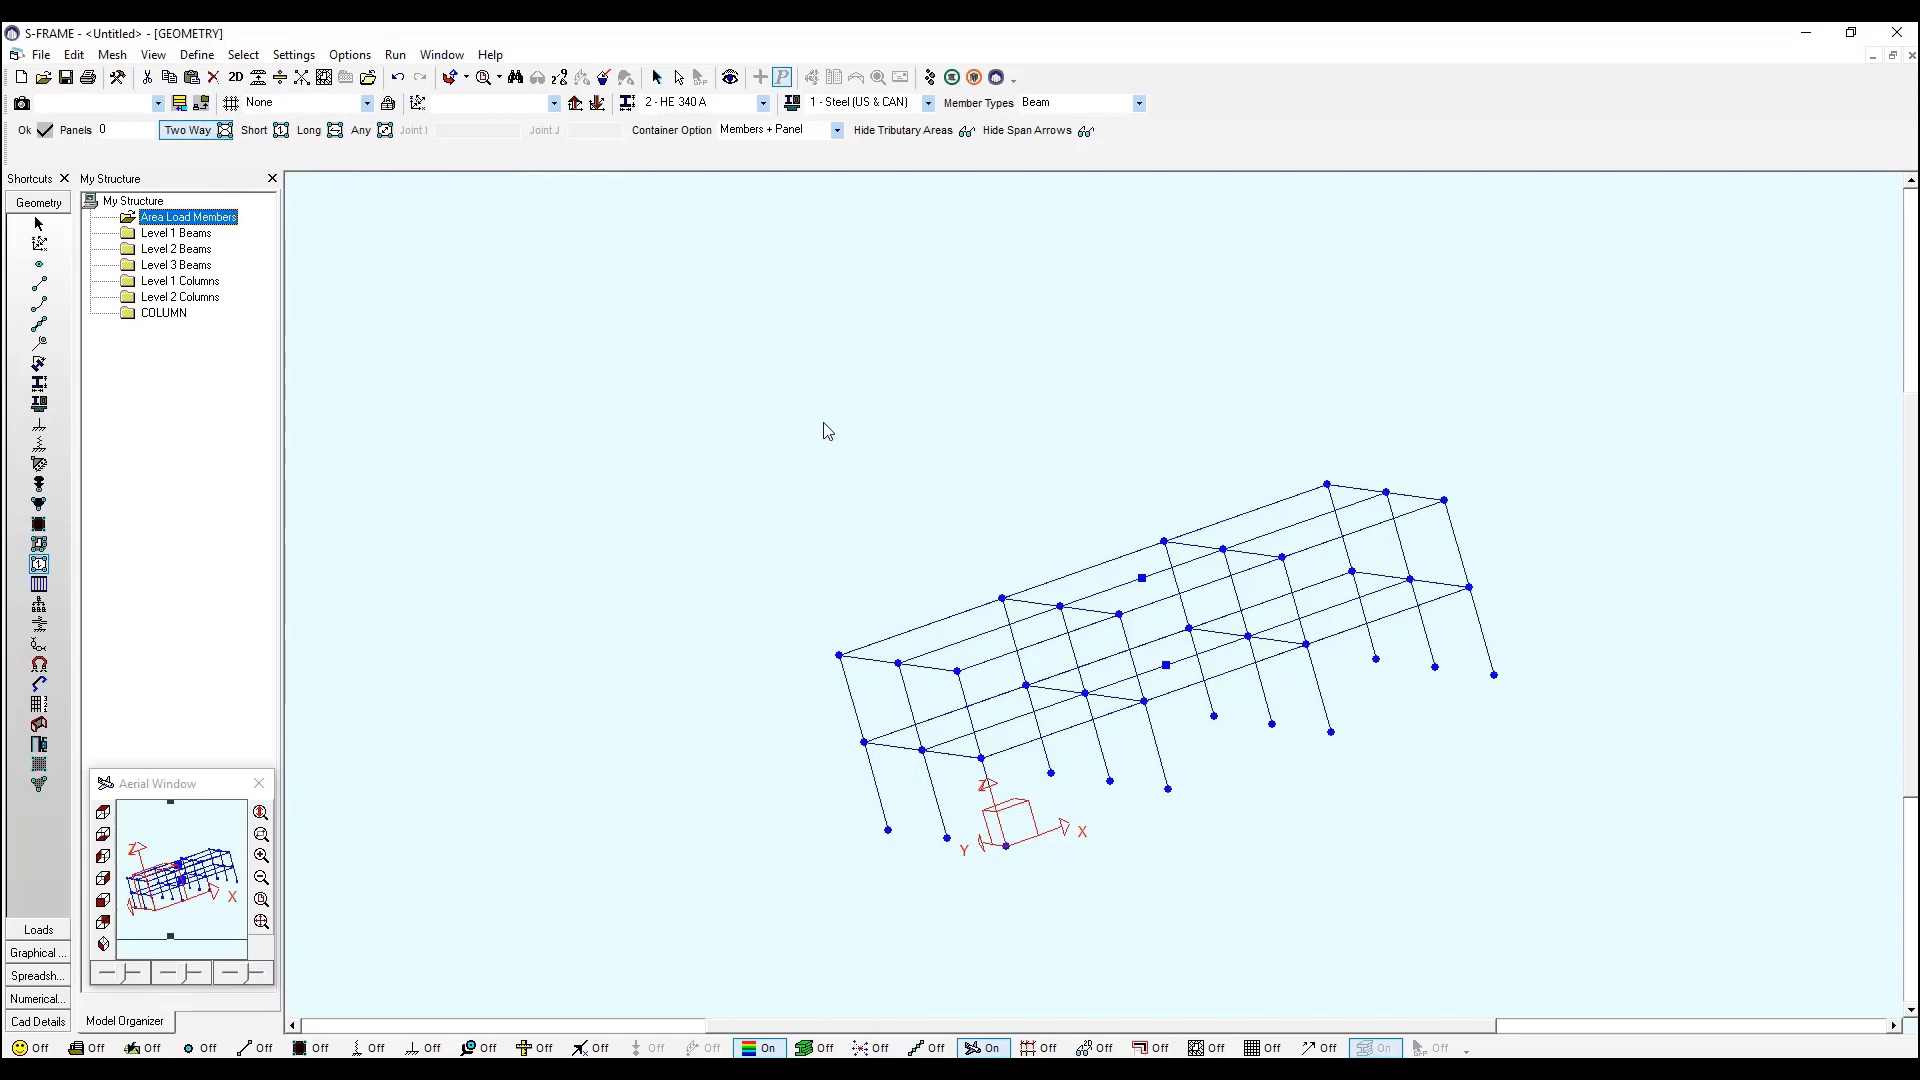 S-FRAME - <Untitled> - [GEOMETRY]
File Edit Mesh View Define Select Settings Options Run Window Help
2D P
None 2 - HE 340 A 1 - Steel (US & CAN) Member Types Beam
Ok Panels 0 Two Way Short Long Any Joint I Joint J Container Option Members + Panel Hide Tributary Areas Hide Span Arrows
Shortcuts My Structure
Geometry
My Structure
Area Load Members
Level 1 Beams
Level 2 Beams
Level 3 Beams
Level 1 Columns
Level 2 Columns
COLUMN
Aerial Window
Z
X
Z
X
Y
Loads
Graphical ...
Spreadsh...
Numerical...
Cad Details
Model Organizer
Off Off Off Off Off Off Off Off Off Off Off Off Off On Off Off Off On Off Off Off Off Off Off On Off